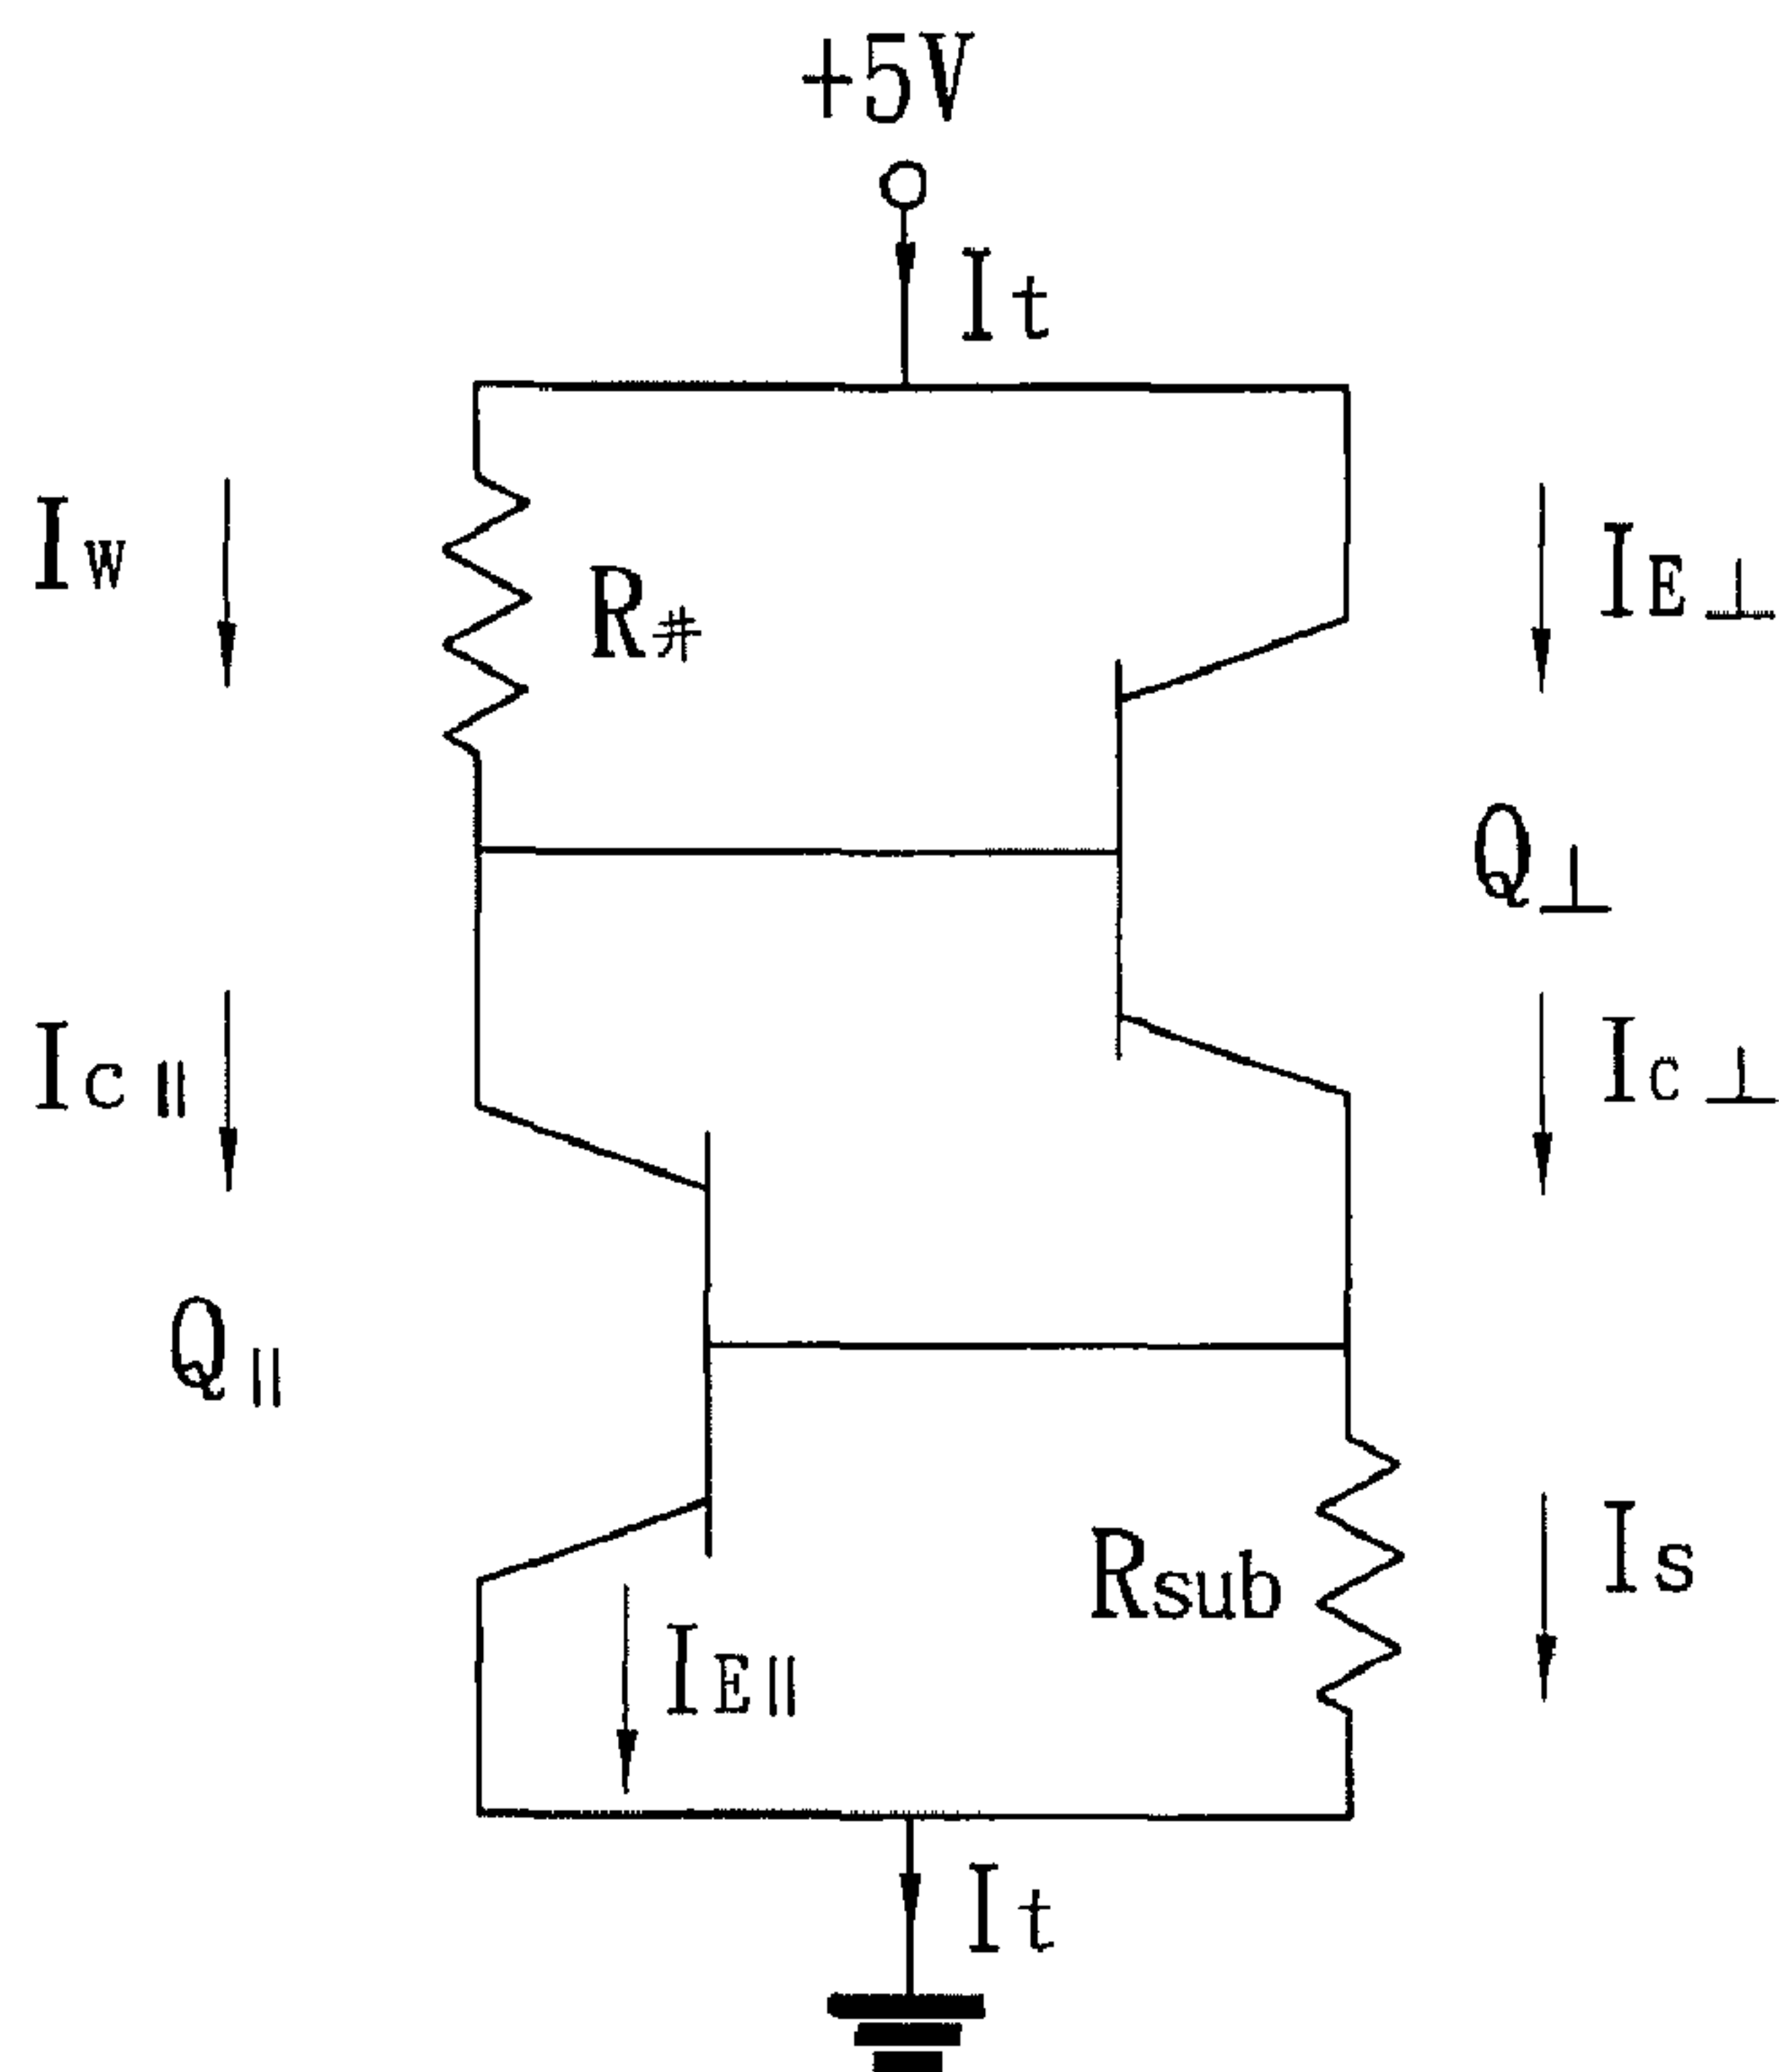 +5V
It
Iw
R井
IE⊥
Q⊥
Ic∥
Ic⊥
Q∥
Rsub
Is
IE∥
It